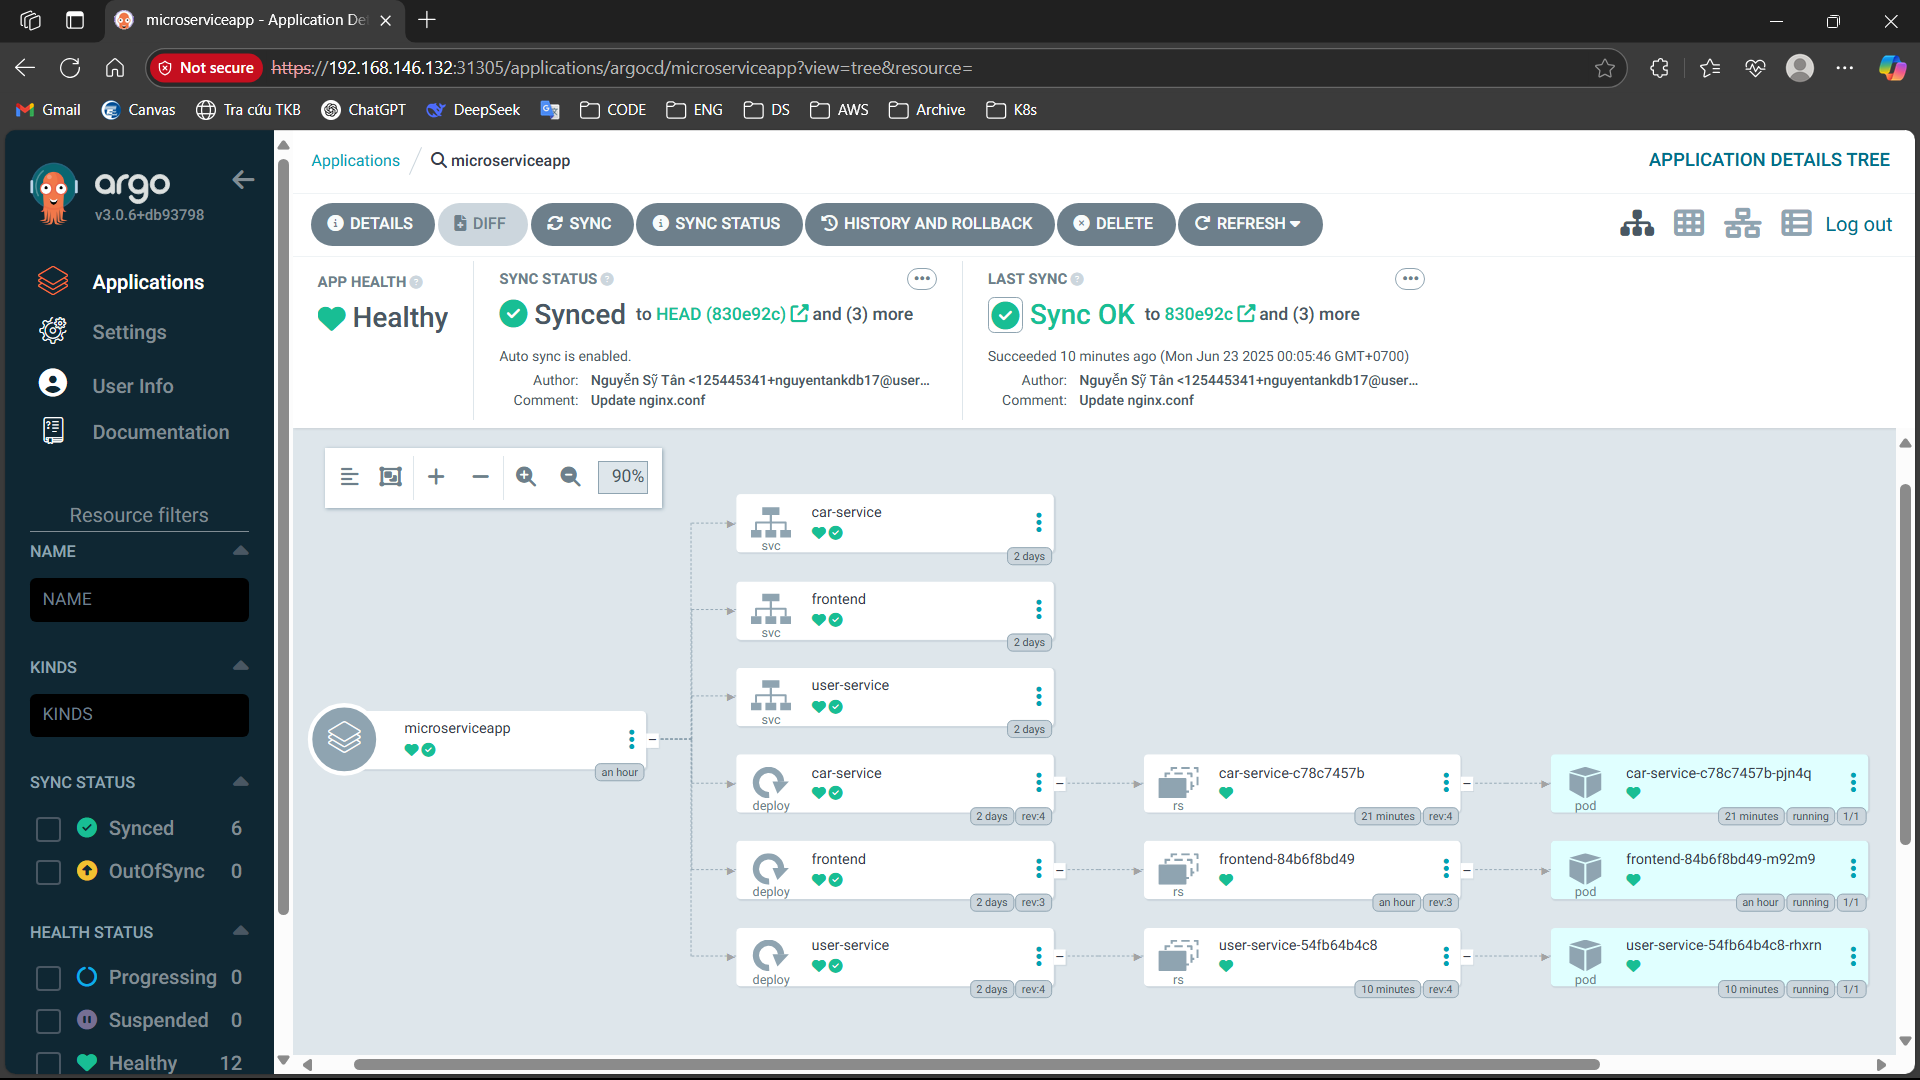 microserviceapp - Application De
Not secure https://192.168.146.132:31305/applications/argocd/microserviceapp?view=tree&resource=
Gmail Canvas Tra cứu TKB ChatGPT DeepSeek CODE ENG DS AWS Archive K8s
argo
v3.0.6+db93798
Applications
Settings
User Info
Documentation
Resource filters
NAME
NAME
KINDS
KINDS
SYNC STATUS
Synced 6
OutOfSync 0
HEALTH STATUS
Progressing 0
Suspended 0
Healthy 12
Applications / microserviceapp
APPLICATION DETAILS TREE
DETAILS DIFF SYNC SYNC STATUS HISTORY AND ROLLBACK DELETE REFRESH
Log out
APP HEALTH
Healthy
SYNC STATUS
Synced to HEAD (830e92c) and (3) more
Auto sync is enabled.
Author: Nguyễn Sỹ Tân <125445341+nguyentankdb17@user...
Comment: Update nginx.conf
LAST SYNC
Sync OK to 830e92c and (3) more
Succeeded 10 minutes ago (Mon Jun 23 2025 00:05:46 GMT+0700)
Author: Nguyễn Sỹ Tân <125445341+nguyentankdb17@user...
Comment: Update nginx.conf
90%
microserviceapp
an hour
car-service
svc
2 days
frontend
svc
2 days
user-service
svc
2 days
car-service
deploy
2 days rev:4
car-service-c78c7457b
rs
21 minutes rev:4
car-service-c78c7457b-pjn4q
pod
21 minutes running 1/1
frontend
deploy
2 days rev:3
frontend-84b6f8bd49
rs
an hour rev:3
frontend-84b6f8bd49-m92m9
pod
an hour running 1/1
user-service
deploy
2 days rev:4
user-service-54fb64b4c8
rs
10 minutes rev:4
user-service-54fb64b4c8-rhxrn
pod
10 minutes running 1/1